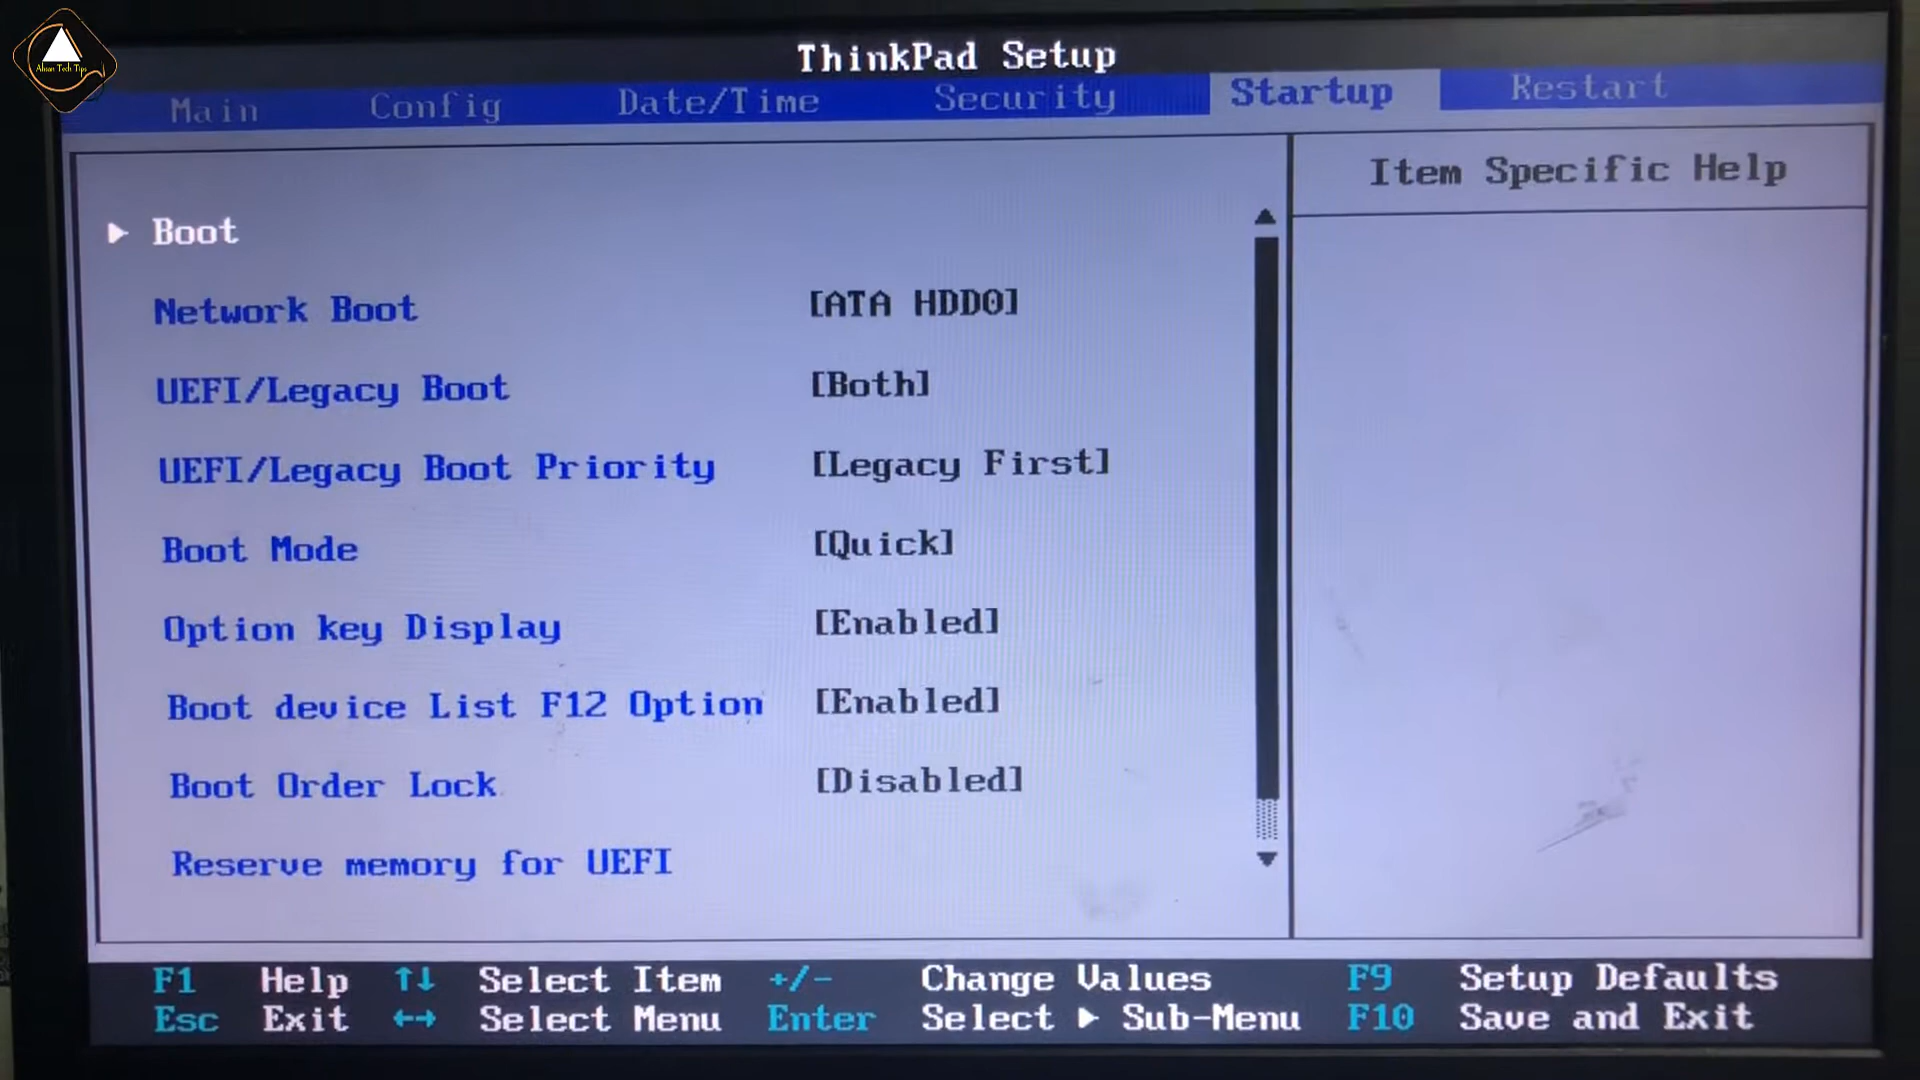 Ahsan Tech Tips
ThinkPad Setup
Main Config Date/Time Security Startup Restart
Item Specific Help
Boot
Network Boot [ATA HDD0]
UEFI/Legacy Boot [Both]
UEFI/Legacy Boot Priority [Legacy First]
Boot Mode [Quick]
Option key Display [Enabled]
Boot device List F12 Option [Enabled]
Boot Order Lock [Disabled]
Reserve memory for UEFI
F1 Help ↑↓ Select Item +/- Change Values F9 Setup Defaults
Esc Exit ←→ Select Menu Enter Select ▶ Sub-Menu F10 Save and Exit